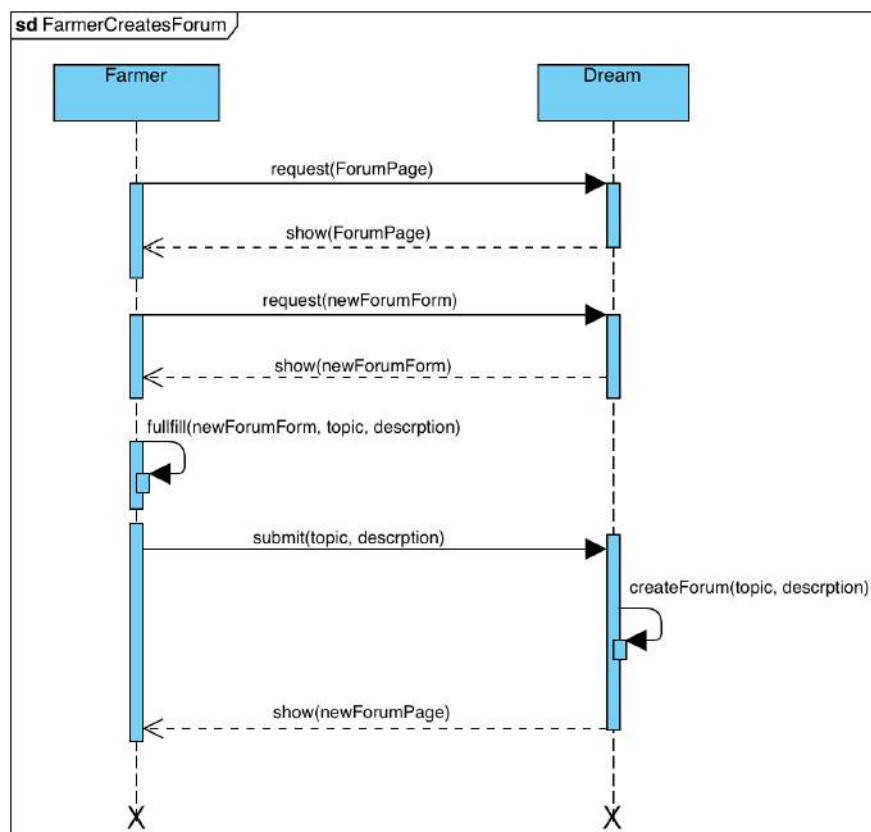 sd FarmerCreatesForum
Farmer
Dream
request(ForumPage)
show(ForumPage)
request(newForumForm)
show(newForumForm)
fullfill(newForumForm, topic, descrption)
submit(topic, descrption)
createForum(topic, descrption)
show(newForumPage)